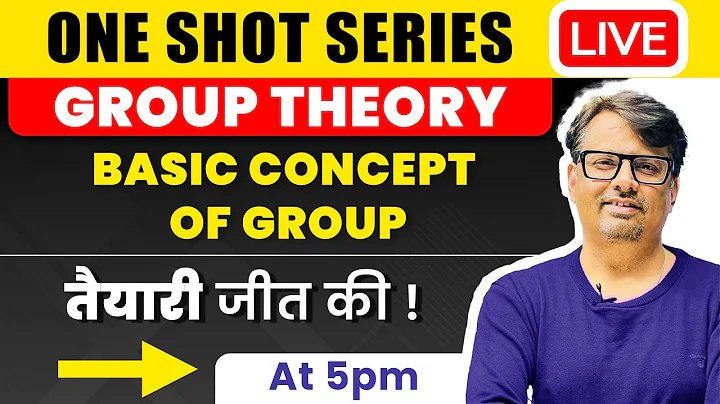 ONE SHOT SERIES
LIVE
GROUP THEORY
BASIC CONCEPT
OF GROUP
तैयारी जीत की !
At 5pm